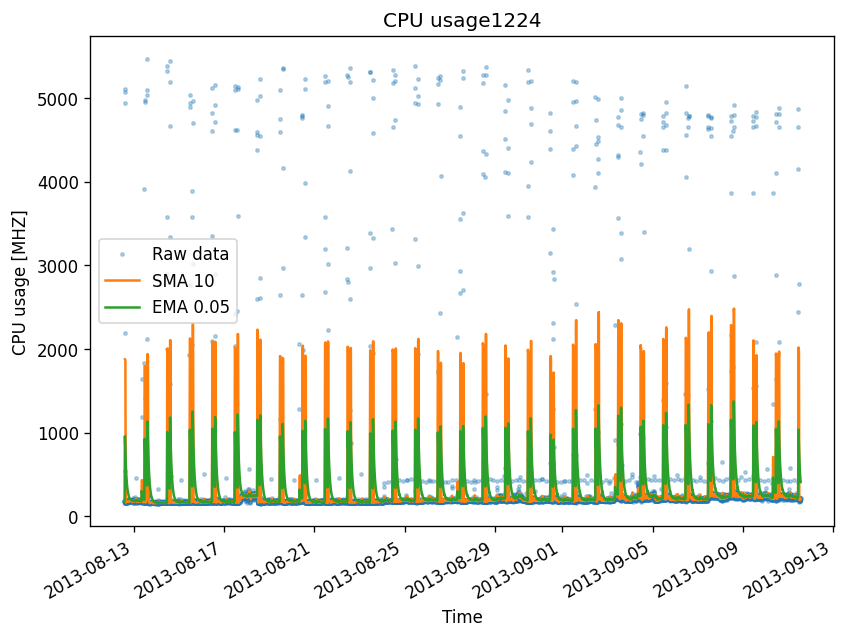 CPU usage1224
CPU usage [MHZ]
5000
4000
3000
2000
1000
0
Raw data
SMA 10
EMA 0.05
2013-08-13
2013-08-17
2013-08-21
2013-08-25
2013-08-29
2013-09-01
2013-09-05
2013-09-09
2013-09-13
Time